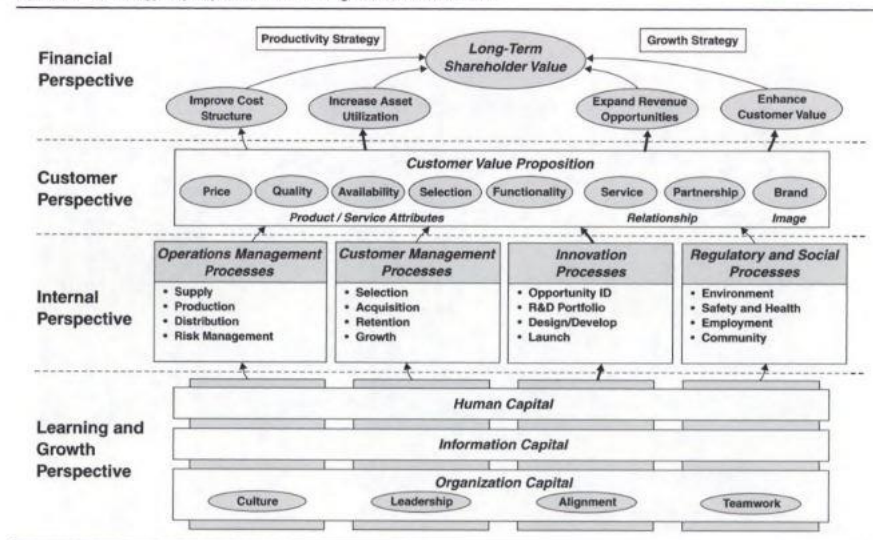 Productivity Strategy
Growth Strategy
Long-Term
Shareholder Value
Financial
Perspective
Improve Cost
Structure
Increase Asset
Utilization
Expand Revenue
Opportunities
Enhance
Customer Value
Customer
Perspective
Customer Value Proposition
Price
Quality
Availability
Selection
Functionality
Service
Partnership
Brand
Product / Service Attributes
Relationship
Image
Internal
Perspective
Operations Management
Processes
• Supply
• Production
• Distribution
• Risk Management
Customer Management
Processes
• Selection
• Acquisition
• Retention
• Growth
Innovation
Processes
• Opportunity ID
• R&D Portfolio
• Design/Develop
• Launch
Regulatory and Social
Processes
• Environment
• Safety and Health
• Employment
• Community
Learning and
Growth
Perspective
Human Capital
Information Capital
Organization Capital
Culture
Leadership
Alignment
Teamwork